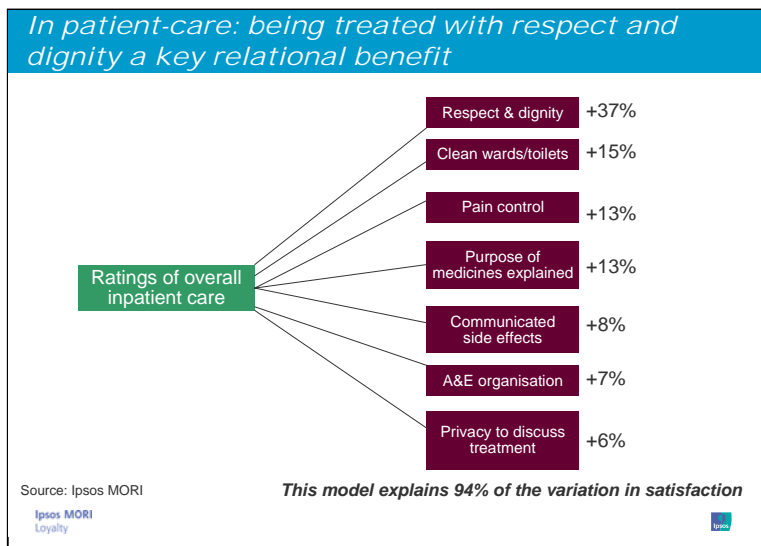 In patient-care: being treated with respect and
dignity a key relational benefit
Respect & dignity +37%
Clean wards/toilets +15%
Pain control +13%
Purpose of
medicines explained +13%
Ratings of overall
inpatient care
Communicated
side effects +8%
A&E organisation +7%
Privacy to discuss
treatment +6%
Source: Ipsos MORI
This model explains 94% of the variation in satisfaction
Ipsos MORI
Loyalty
Ipsos